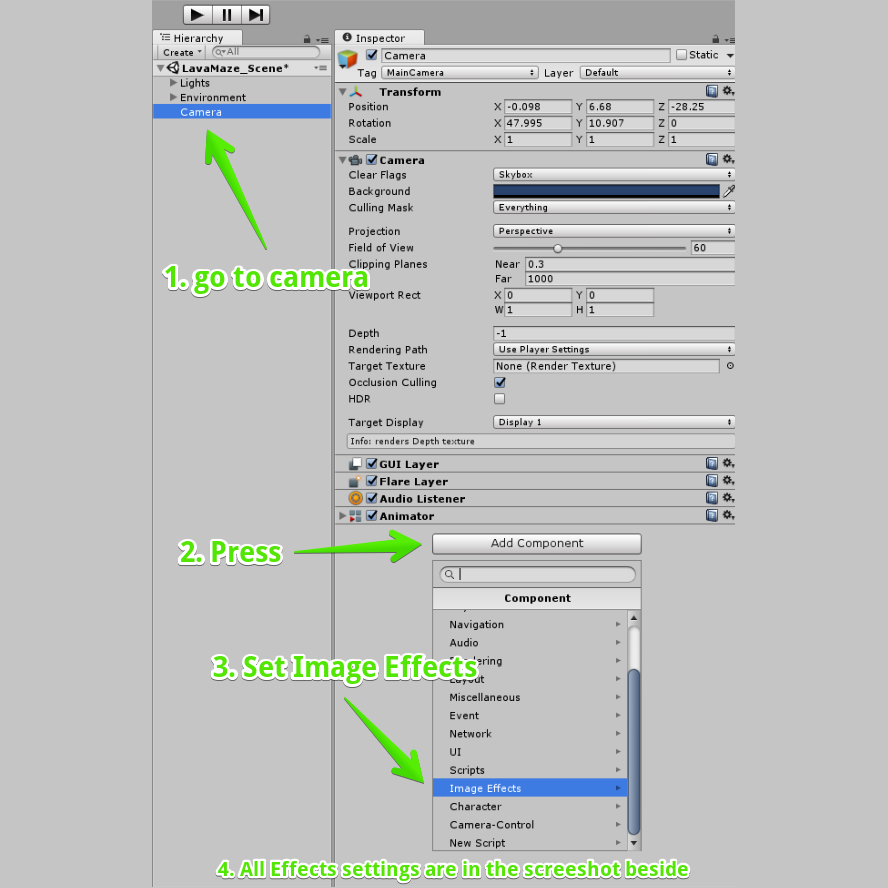 Hierarchy
Create
All
LavaMaze_Scene*
Lights
Environment
Camera
1. go to camera
2. Press
3. Set Image Effects
Inspector
Camera
Static
Tag MainCamera Layer Default
Transform
Position X -0.098 Y 6.68 Z -28.25
Rotation X 47.995 Y 10.907 Z 0
Scale X 1 Y 1 Z 1
Camera
Clear Flags Skybox
Background
Culling Mask Everything
Projection Perspective
Field of View 60
Clipping Planes Near 0.3
Far 1000
Viewport Rect X 0 Y 0
W 1 H 1
Depth -1
Rendering Path Use Player Settings
Target Texture None (Render Texture)
Occlusion Culling
HDR
Target Display Display 1
Info: renders Depth texture
GUI Layer
Flare Layer
Audio Listener
Animator
Add Component
Component
Navigation
Audio
Layout
Miscellaneous
Event
Network
UI
Scripts
Image Effects
Character
Camera-Control
New Script
4. All Effects settings are in the screeshot beside